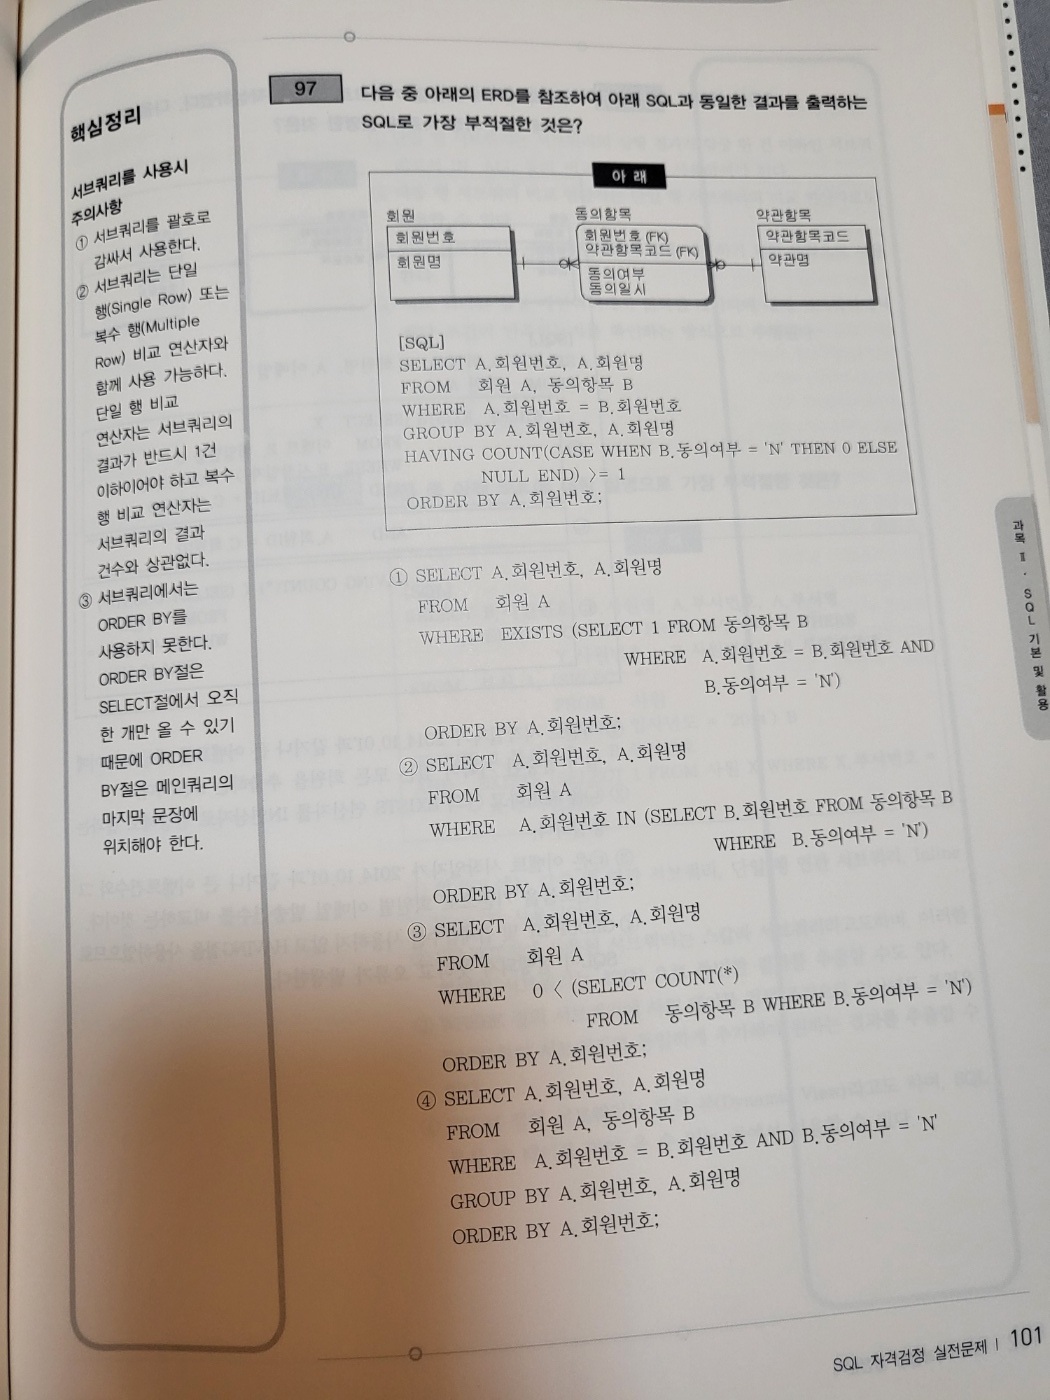 핵심정리
서브쿼리를 사용시
주의사항
① 서브쿼리를 괄호로
감싸서 사용한다.
② 서브쿼리는 단일
행(Single Row) 또는
복수 행(Multiple
Row) 비교 연산자와
함께 사용 가능하다.
단일 행 비교
연산자는 서브쿼리의
결과가 반드시 1건
이하이어야 하고 복수
행 비교 연산자는
서브쿼리의 결과
건수와 상관없다.
③ 서브쿼리에서는
ORDER BY를
사용하지 못한다.
ORDER BY절은
SELECT절에서 오직
한 개만 올 수 있기
때문에 ORDER
BY절은 메인쿼리의
마지막 문장에
위치해야 한다.
97
다음 중 아래의 ERD를 참조하여 아래 SQL과 동일한 결과를 출력하는
SQL로 가장 부적절한 것은?
아 래
회원
회원번호
회원명
동의항목
회원번호 (FK)
약관항목코드 (FK)
동의여부
동의일시
약관항목
약관항목코드
약관명
[SQL]
SELECT A.회원번호, A.회원명
FROM 회원 A, 동의항목 B
WHERE A.회원번호 = B.회원번호
GROUP BY A.회원번호, A.회원명
HAVING COUNT(CASE WHEN B.동의여부 = 'N' THEN 0 ELSE
NULL END) >= 1
ORDER BY A.회원번호;
① SELECT A.회원번호, A.회원명
FROM 회원 A
WHERE EXISTS (SELECT 1 FROM 동의항목 B
WHERE A.회원번호 = B.회원번호 AND
B.동의여부 = 'N')
ORDER BY A.회원번호;
② SELECT A.회원번호, A.회원명
FROM 회원 A
WHERE A.회원번호 IN (SELECT B.회원번호 FROM 동의항목 B
WHERE B.동의여부 = 'N')
ORDER BY A.회원번호;
③ SELECT A.회원번호, A.회원명
FROM 회원 A
WHERE 0 < (SELECT COUNT(*)
FROM 동의항목 B WHERE B.동의여부 = 'N')
ORDER BY A.회원번호;
④ SELECT A.회원번호, A.회원명
FROM 회원 A, 동의항목 B
WHERE A.회원번호 = B.회원번호 AND B.동의여부 = 'N'
GROUP BY A.회원번호, A.회원명
ORDER BY A.회원번호;
과목 Ⅱ · SQL 기본 및 활용
SQL 자격검정 실전문제 | 101